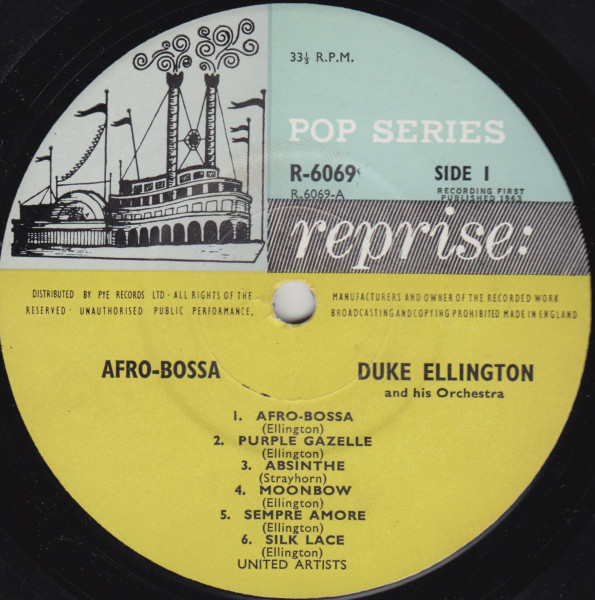 33⅓ R.P.M.
POP SERIES
R-6069 SIDE 1
R.6069-A RECORDING FIRST
PUBLISHED 1963
reprise:
DISTRIBUTED BY PYE RECORDS LTD · ALL RIGHTS OF THE MANUFACTURERS AND OWNER OF THE RECORDED WORK
RESERVED · UNAUTHORISED PUBLIC PERFORMANCE. BROADCASTING AND COPYING PROHIBITED MADE IN ENGLAND
AFRO-BOSSA DUKE ELLINGTON
and his Orchestra
1. AFRO-BOSSA
(Ellington)
2. PURPLE GAZELLE
(Ellington)
3. ABSINTHE
(Strayhorn)
4. MOONBOW
(Ellington)
5. SEMPRE AMORE
(Ellington)
6. SILK LACE
(Ellington)
UNITED ARTISTS